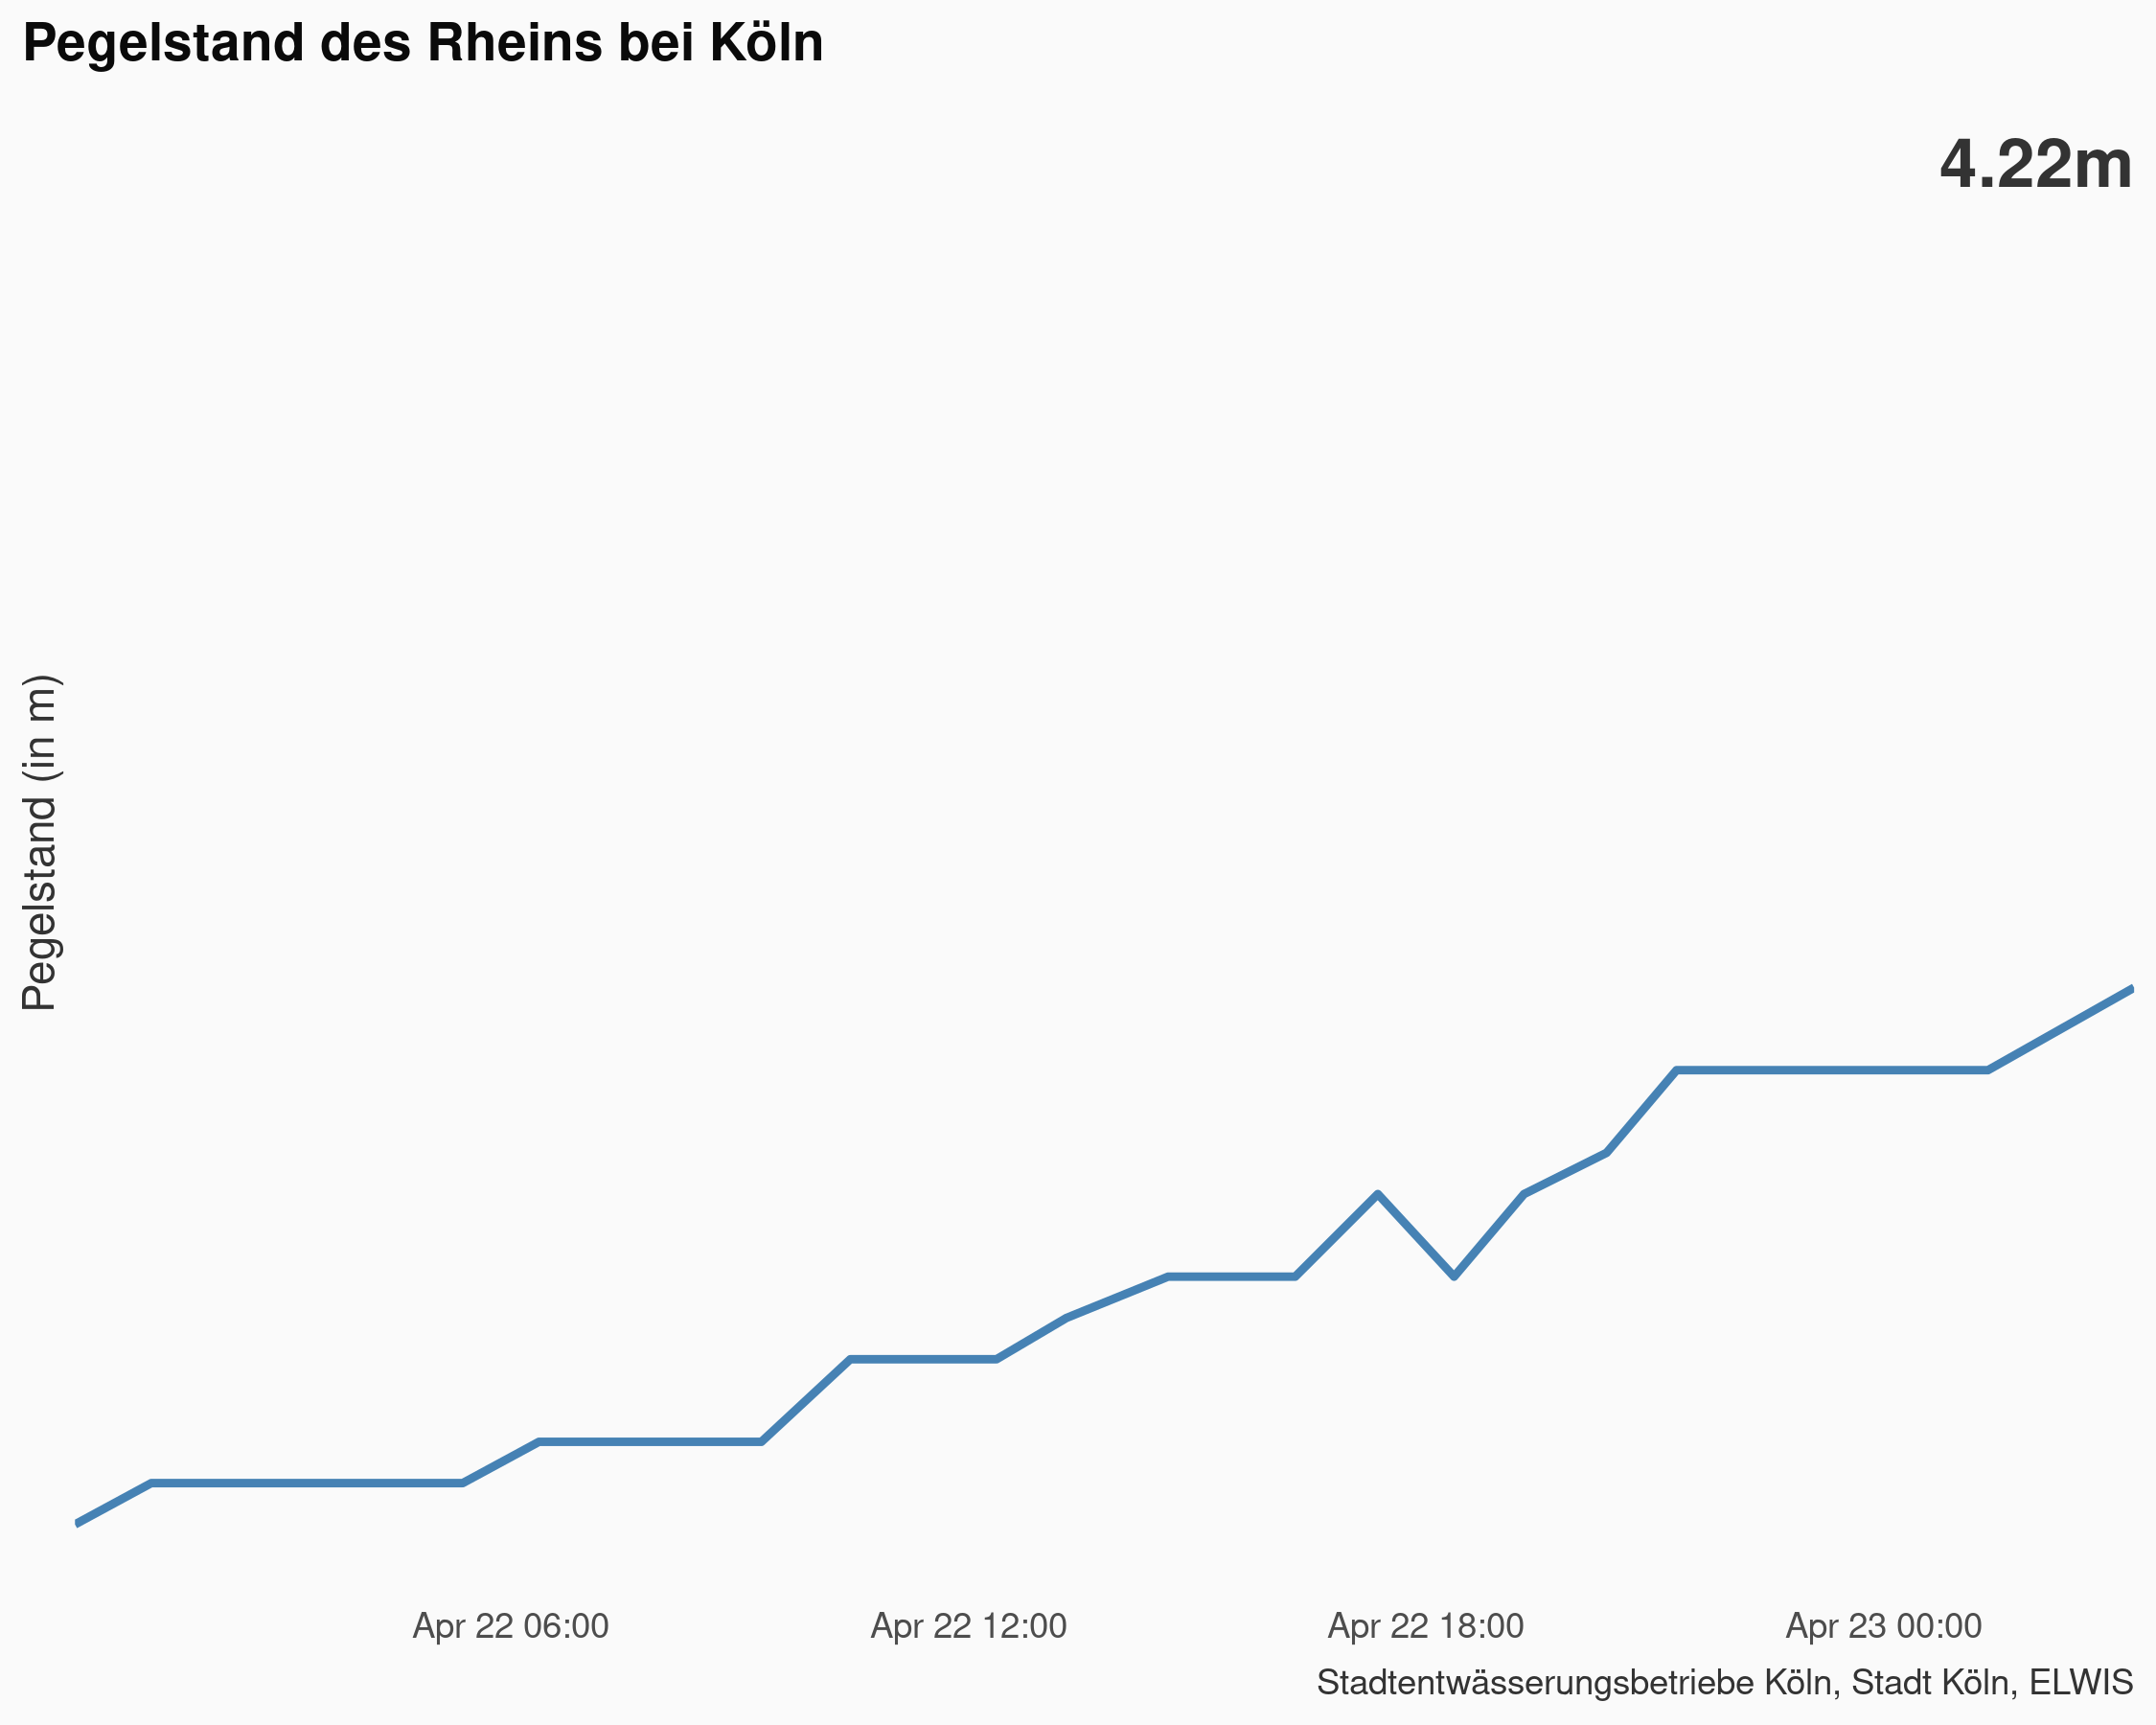 Pegelstand des Rheins bei Köln
4.22m
Pegelstand (in m)
Apr 22 06:00
Apr 22 12:00
Apr 22 18:00
Apr 23 00:00
Stadtentwässerungsbetriebe Köln, Stadt Köln, ELWIS